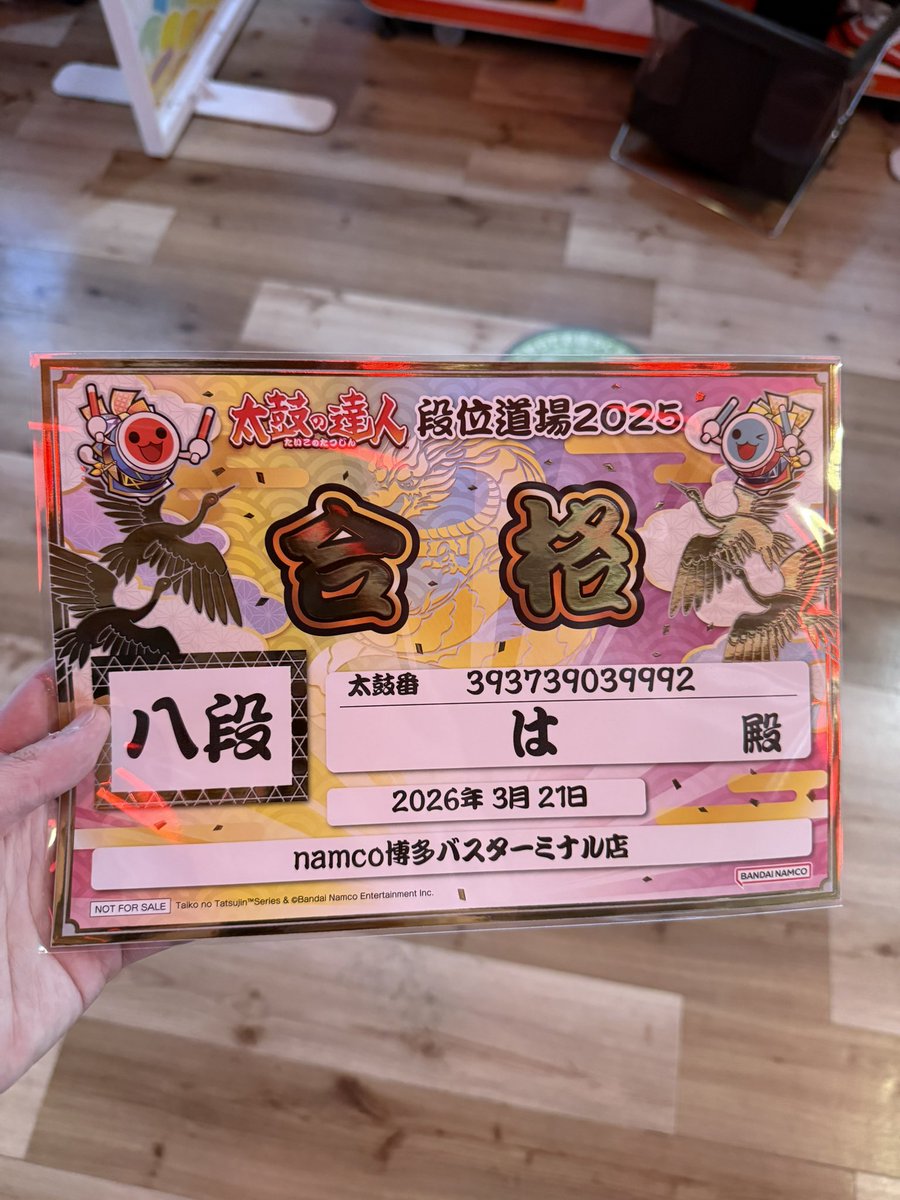 太鼓の達人 段位道場2025
たいこのたつじん
合格
八段
太鼓番 393739039992
は 殿
2026年 3月 21日
namco博多バスターミナル店
BANDAI NAMCO
NOT FOR SALE Taiko no Tatsujin™Series & ©Bandai Namco Entertainment Inc.